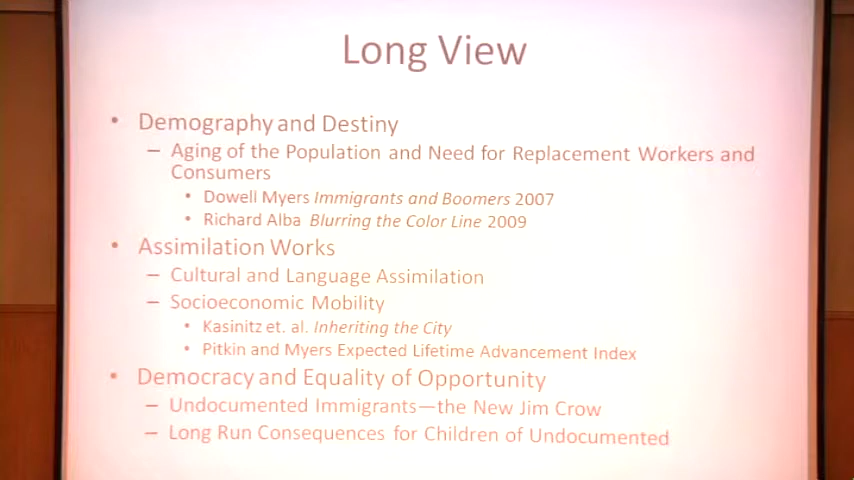 Long View
• Demography and Destiny
– Aging of the Population and Need for Replacement Workers and
Consumers
• Dowell Myers Immigrants and Boomers 2007
• Richard Alba Blurring the Color Line 2009
• Assimilation Works
– Cultural and Language Assimilation
– Socioeconomic Mobility
• Kasinitz et. al. Inheriting the City
• Pitkin and Myers Expected Lifetime Advancement Index
• Democracy and Equality of Opportunity
– Undocumented Immigrants—the New Jim Crow
– Long Run Consequences for Children of Undocumented